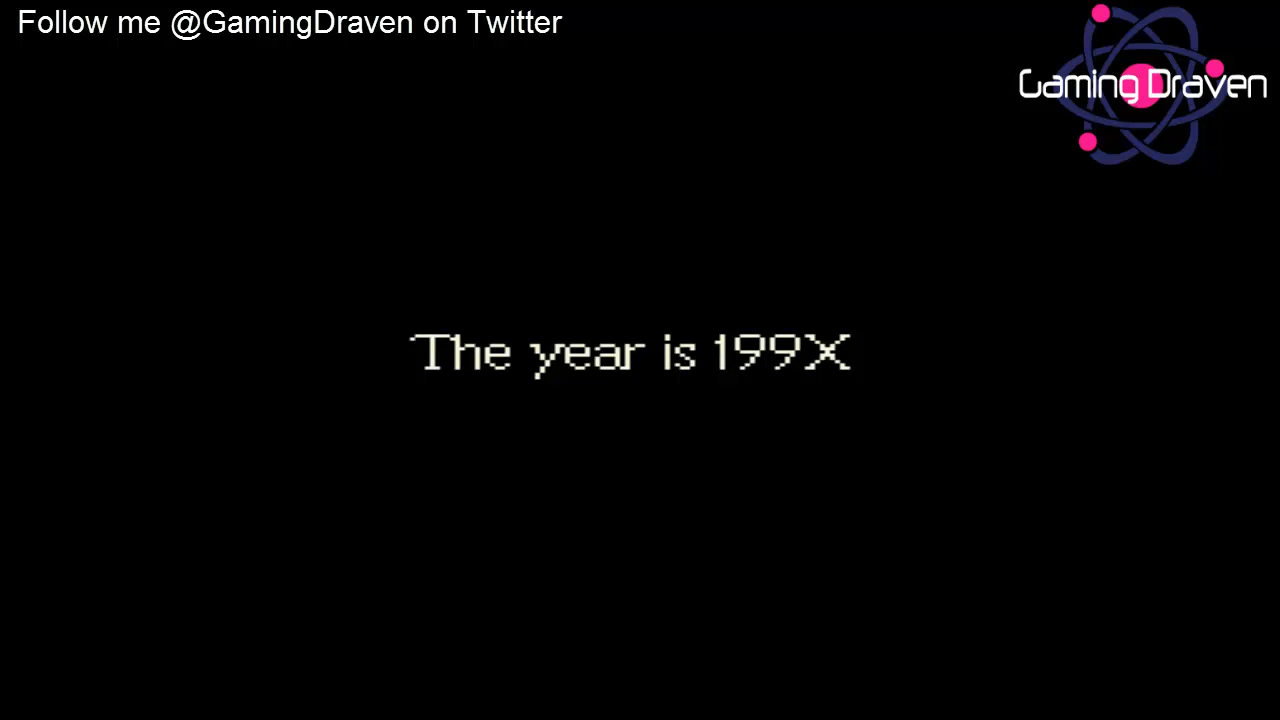 Follow me @GamingDraven on Twitter
Gaming Draven
The year is 199X